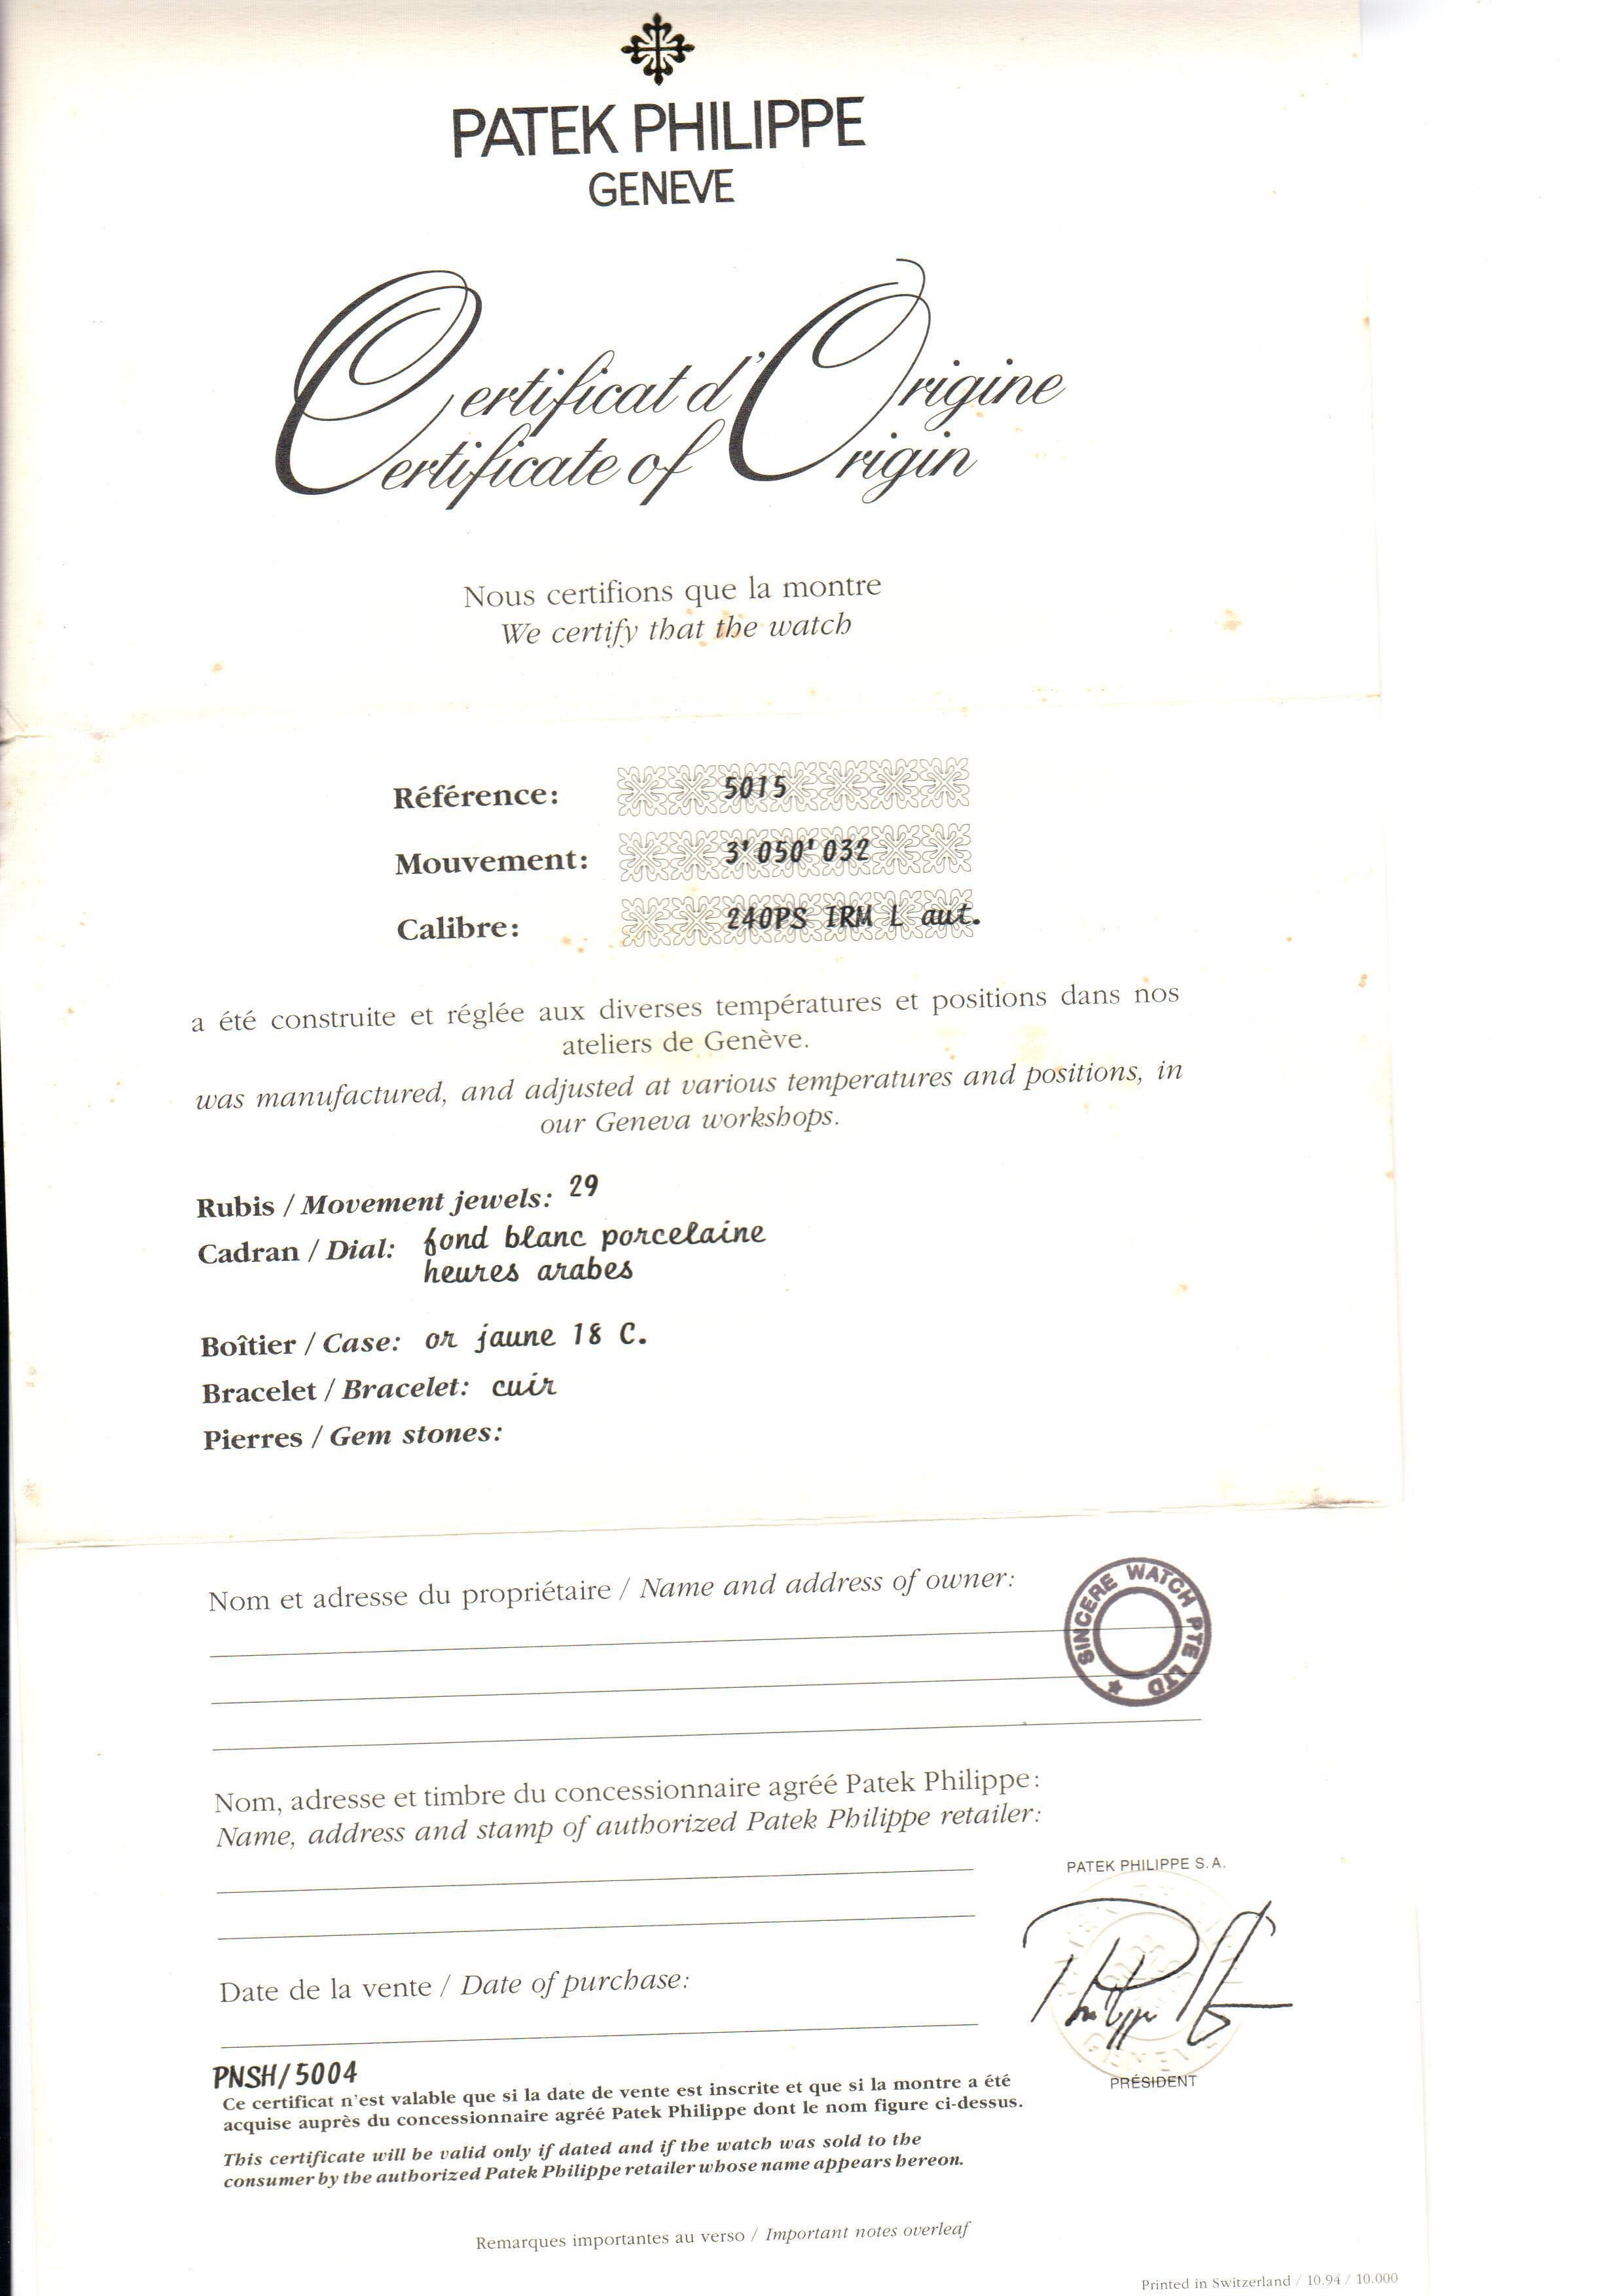 PATEK PHILIPPE
GENEVE
Certificat d'Origine
Certificate of Origin
Nous certifions que la montre
We certify that the watch
Référence: 5015
Mouvement: 3'050'032
Calibre: 240PS IRM L aut.
a été construite et réglée aux diverses températures et positions dans nos
ateliers de Genève.
was manufactured, and adjusted at various temperatures and positions, in
our Geneva workshops.
Rubis / Movement jewels: 29
Cadran / Dial: fond blanc porcelaine
heures arabes
Boîtier / Case: or jaune 18 C.
Bracelet / Bracelet: cuir
Pierres / Gem stones:
Nom et adresse du propriétaire / Name and address of owner:
SINCERE WATCH PTE LTD
Nom, adresse et timbre du concessionnaire agréé Patek Philippe:
Name, address and stamp of authorized Patek Philippe retailer:
PATEK PHILIPPE S.A.
Date de la vente / Date of purchase:
GENEVE
PRÉSIDENT
PNSH/5004
Ce certificat n'est valable que si la date de vente est inscrite et que si la montre a été
acquise auprès du concessionnaire agréé Patek Philippe dont le nom figure ci-dessus.
This certificate will be valid only if dated and if the watch was sold to the
consumer by the authorized Patek Philippe retailer whose name appears hereon.
Remarques importantes au verso / Important notes overleaf
Printed in Switzerland / 10.94 / 10.000